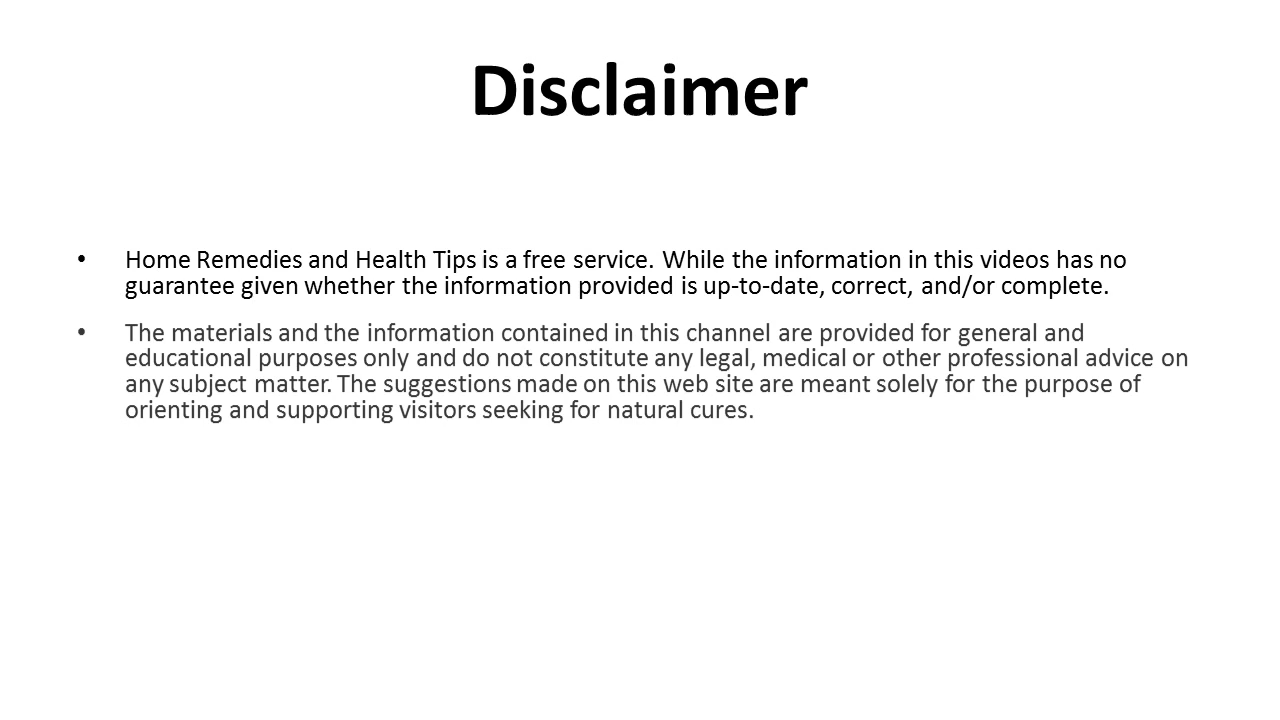 Disclaimer
• Home Remedies and Health Tips is a free service. While the information in this videos has no
guarantee given whether the information provided is up-to-date, correct, and/or complete.
• The materials and the information contained in this channel are provided for general and
educational purposes only and do not constitute any legal, medical or other professional advice on
any subject matter. The suggestions made on this web site are meant solely for the purpose of
orienting and supporting visitors seeking for natural cures.